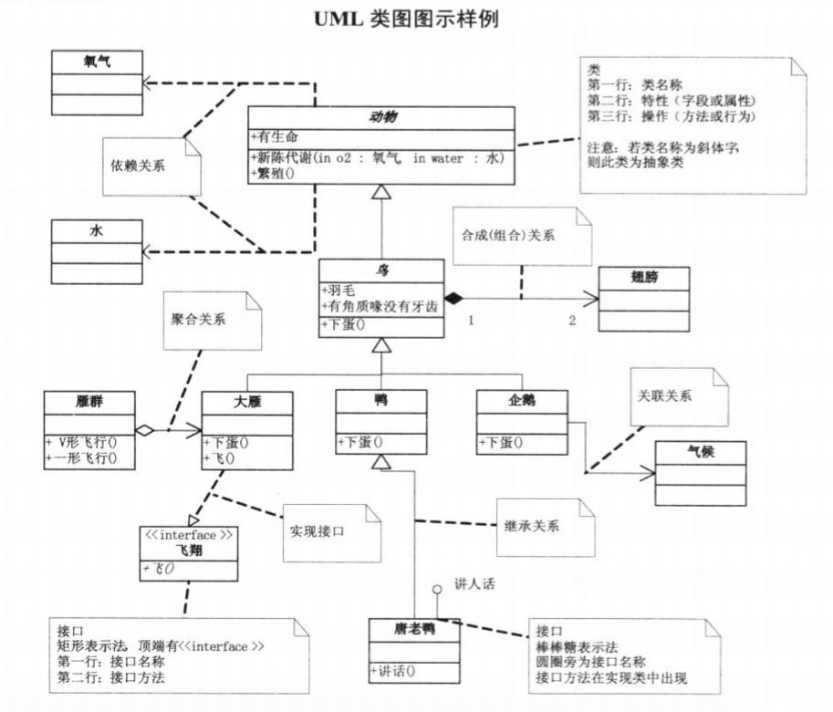 UML 类图图示样例
氧气
类
第一行：类名称
第二行：特性（字段或属性）
第三行：操作（方法或行为）
注意：若类名称为斜体字，
则此类为抽象类
动物
+有生命
+新陈代谢(in o2 : 氧气, in water : 水)
+繁殖()
依赖关系
水
合成(组合)关系
鸟
+羽毛
+有角质喙没有牙齿
+下蛋()
翅膀
1
2
聚合关系
关联关系
雁群
+ V形飞行()
+一形飞行()
大雁
+下蛋()
+飞()
鸭
+下蛋()
企鹅
+下蛋()
气候
实现接口
继承关系
<<interface >>
飞翔
+飞()
讲人话
接口
矩形表示法，顶端有<<interface >>
第一行：接口名称
第二行：接口方法
唐老鸭
+讲话()
接口
棒棒糖表示法
圆圈旁为接口名称
接口方法在实现类中出现